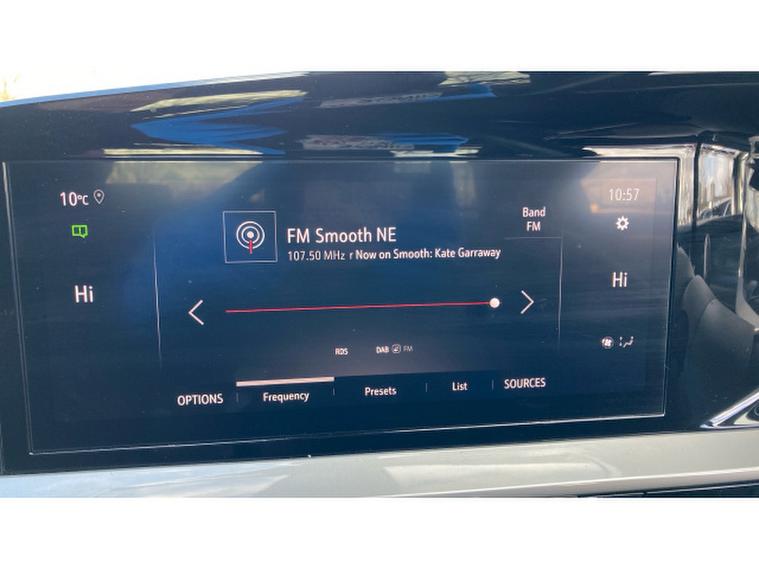 10°C
10:57
Band
FM
FM Smooth NE
107.50 MHz r Now on Smooth: Kate Garraway
Hi
Hi
RDS DAB FM
OPTIONS Frequency Presets List SOURCES